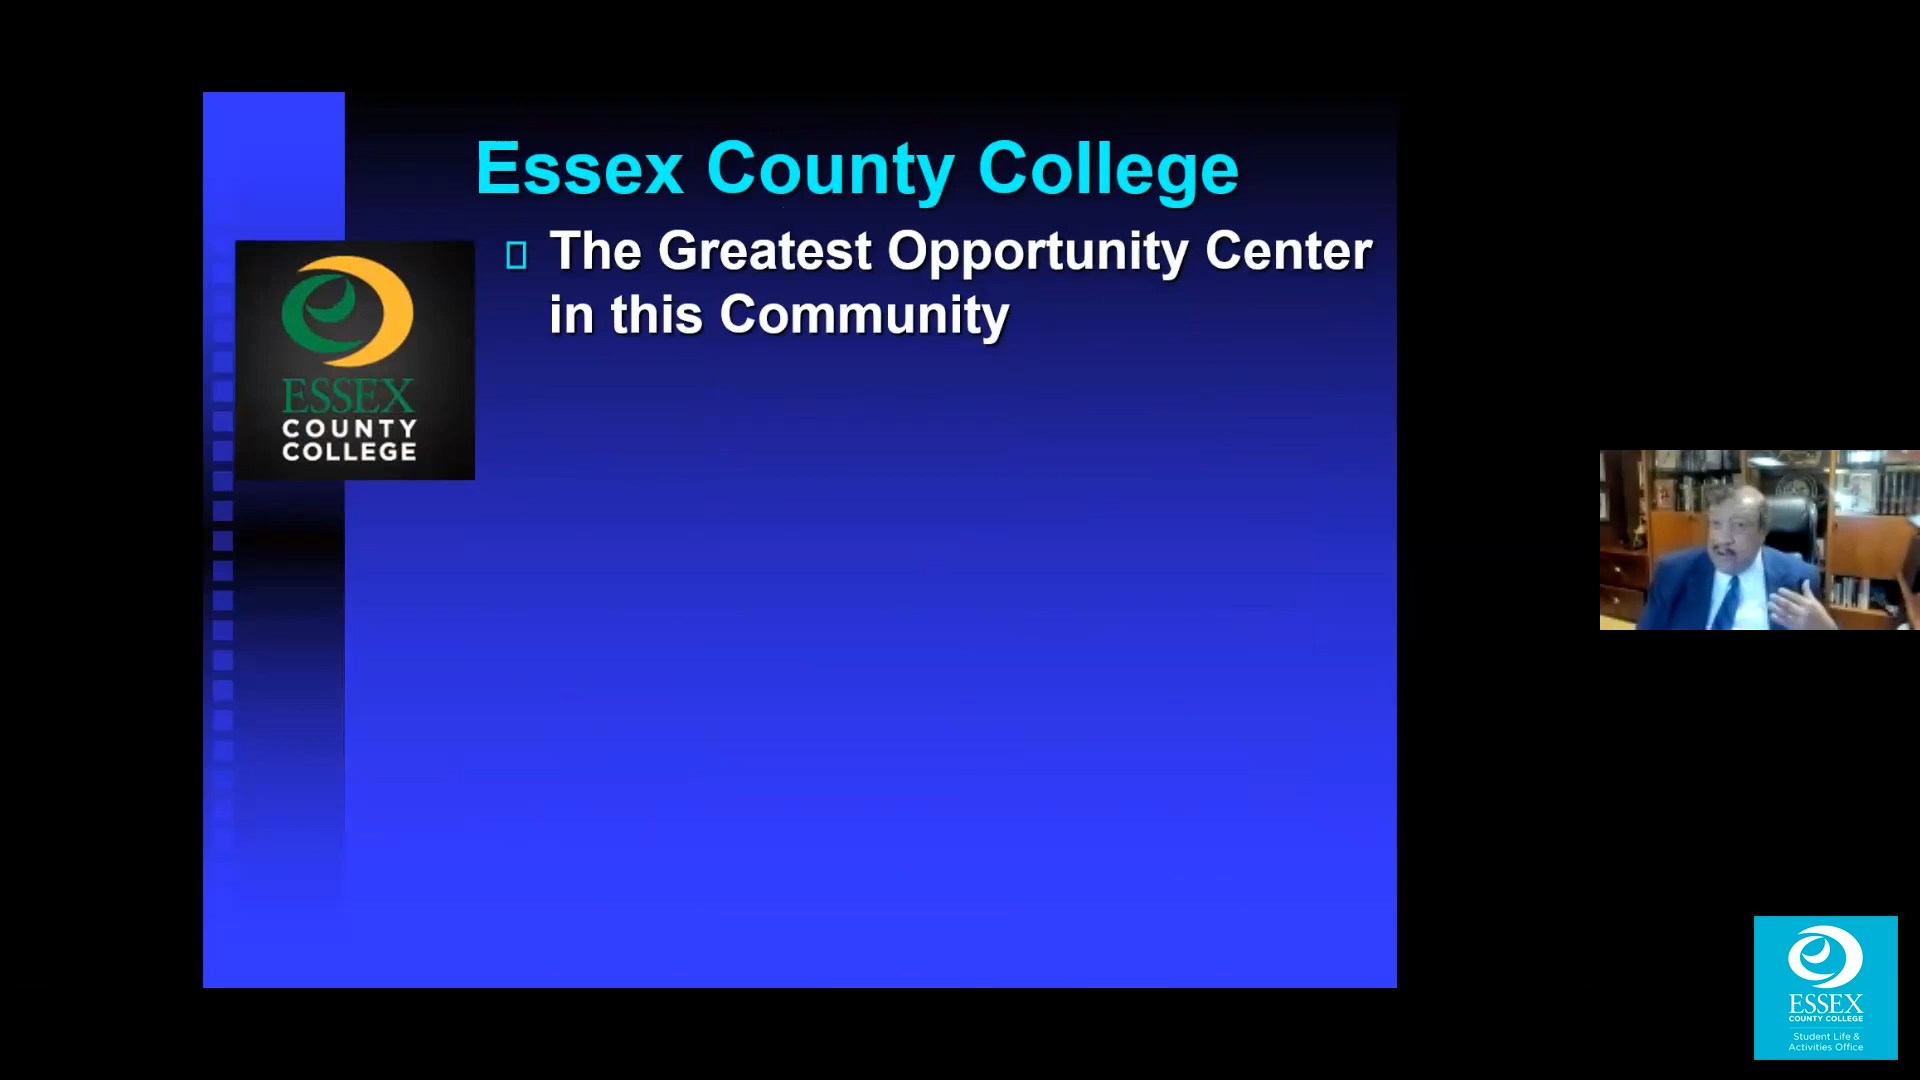 Essex County College
The Greatest Opportunity Center
in this Community
ESSEX
COUNTY
COLLEGE
ESSEX
COUNTY COLLEGE
Student Life &
Activities Office